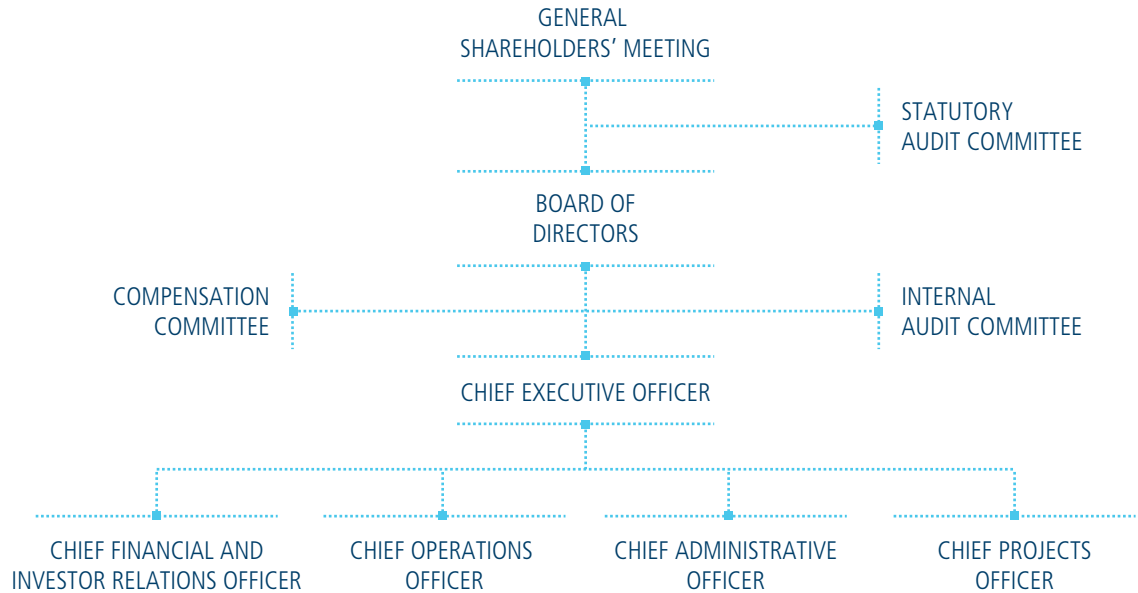 GENERAL
SHAREHOLDERS’ MEETING
STATUTORY
AUDIT COMMITTEE
BOARD OF
DIRECTORS
COMPENSATION
COMMITTEE
INTERNAL
AUDIT COMMITTEE
CHIEF EXECUTIVE OFFICER
CHIEF FINANCIAL AND
INVESTOR RELATIONS OFFICER
CHIEF OPERATIONS
OFFICER
CHIEF ADMINISTRATIVE
OFFICER
CHIEF PROJECTS
OFFICER